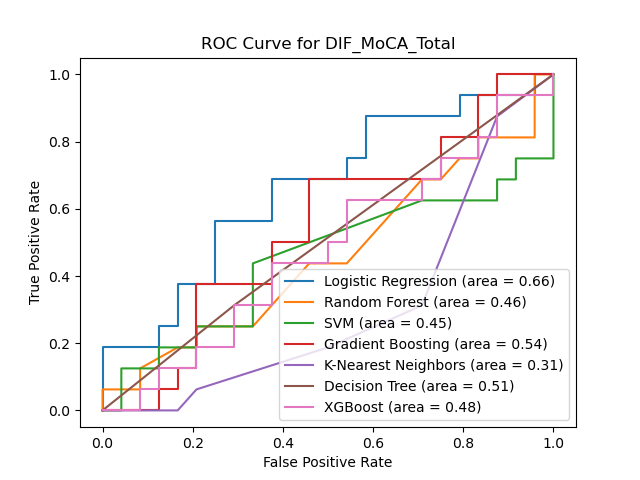 ROC Curve for DIF_MoCA_Total
True Positive Rate
1.0
0.8
0.6
0.4
0.2
0.0
Logistic Regression (area = 0.66)
Random Forest (area = 0.46)
SVM (area = 0.45)
Gradient Boosting (area = 0.54)
K-Nearest Neighbors (area = 0.31)
Decision Tree (area = 0.51)
XGBoost (area = 0.48)
0.0 0.2 0.4 0.6 0.8 1.0
False Positive Rate